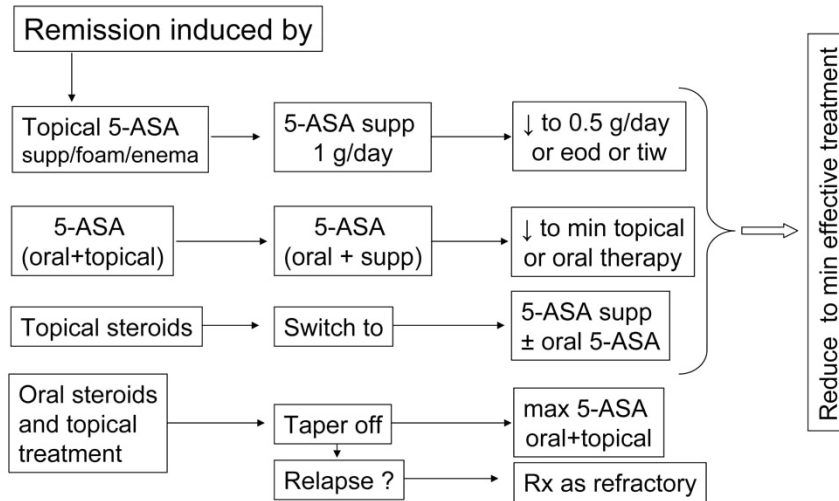 Remission induced by
Topical 5-ASA
supp/foam/enema
5-ASA supp
1 g/day
↓ to 0.5 g/day
or eod or tiw
5-ASA
(oral+topical)
5-ASA
(oral + supp)
↓ to min topical
or oral therapy
Topical steroids
Switch to
5-ASA supp
± oral 5-ASA
Oral steroids
and topical
treatment
Taper off
max 5-ASA
oral+topical
Relapse ?
Rx as refractory
Reduce to min effective treatment